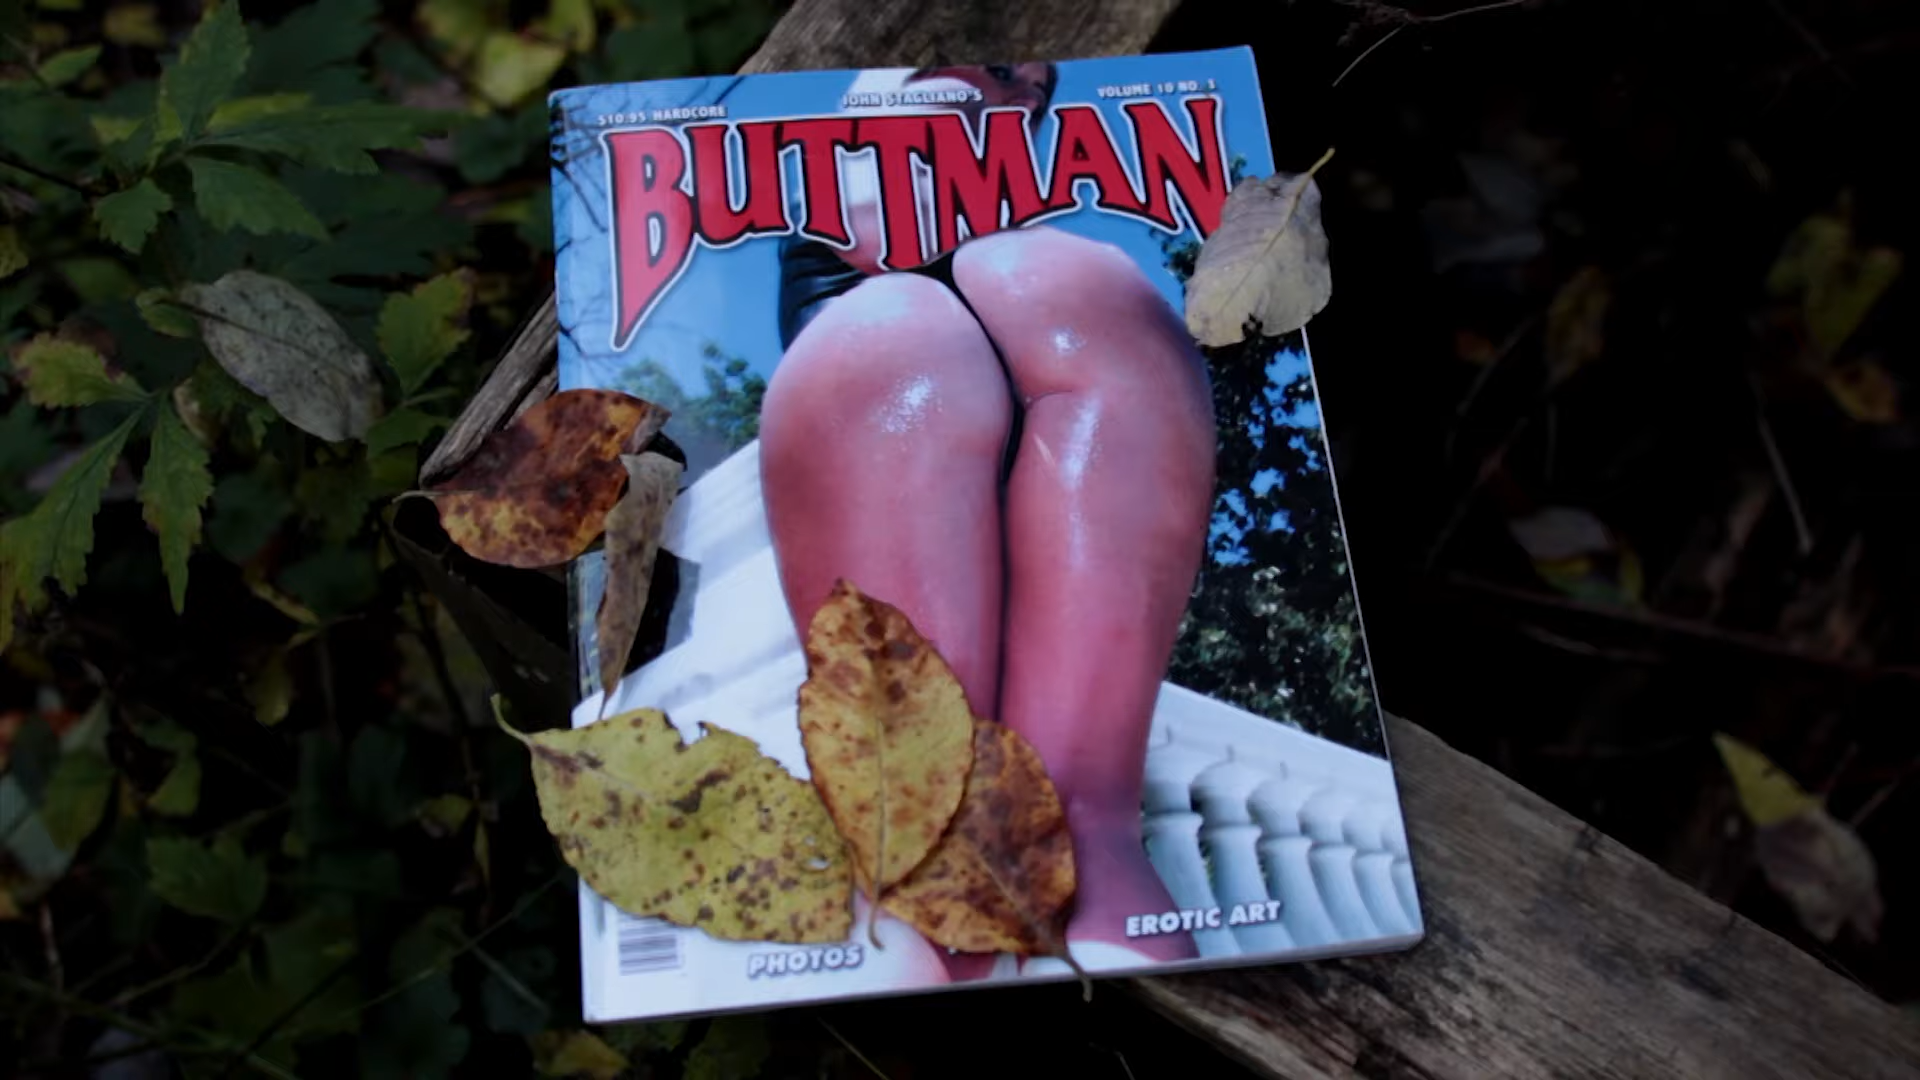 $10.95 HARDCORE
JOHN STAGLIANO'S
VOLUME 10 NO. 3
BUTTMAN
PHOTOS
EROTIC ART